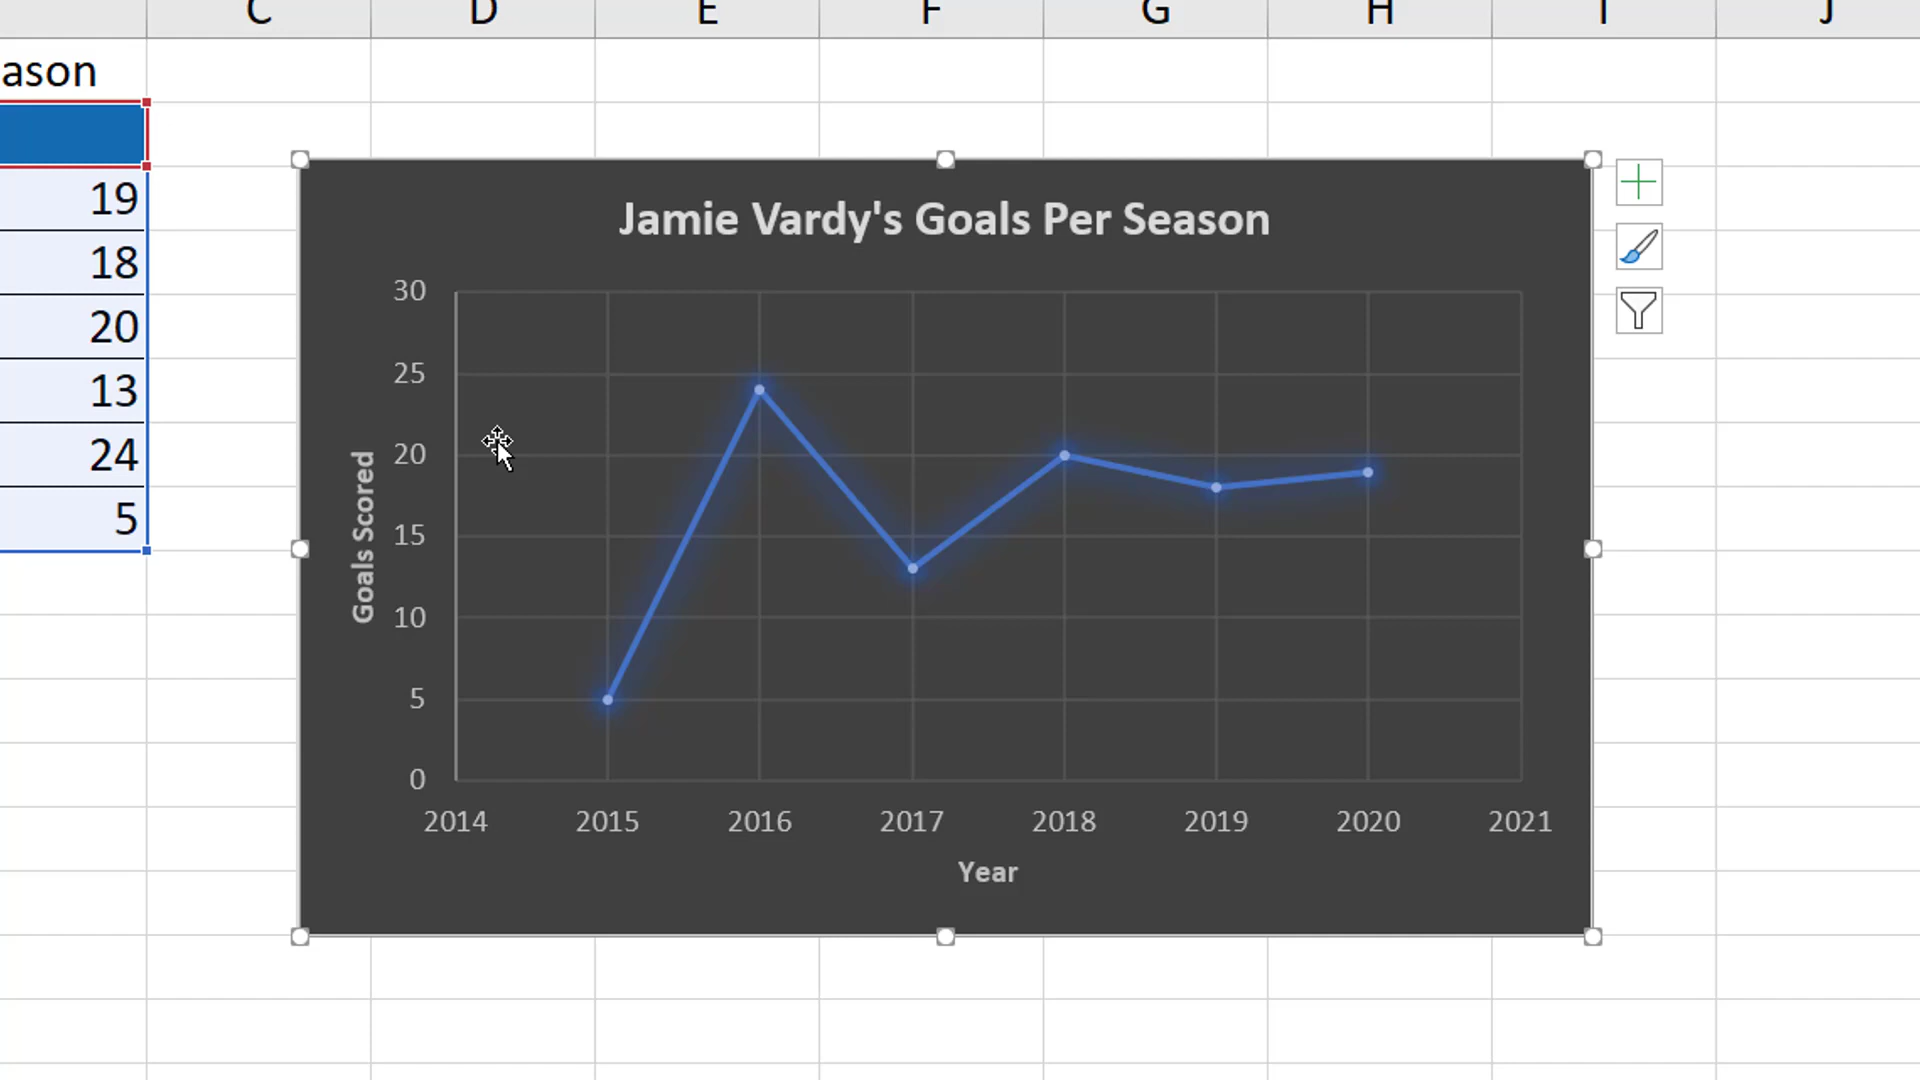 C D E F G H I J
ason
19
18
20
13
24
5
Jamie Vardy's Goals Per Season
30
25
20
15
10
5
0
Goals Scored
2014 2015 2016 2017 2018 2019 2020 2021
Year